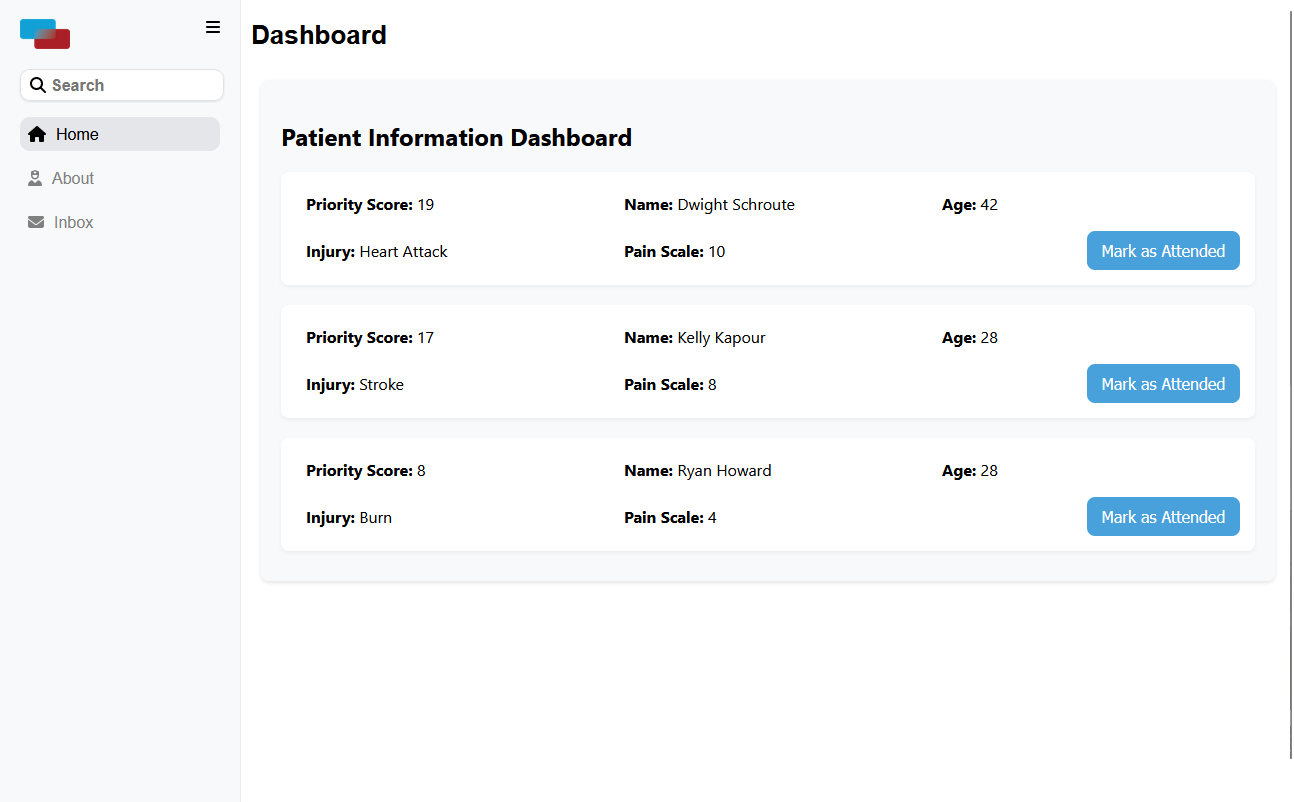 Dashboard
Search
Home
About
Inbox
Patient Information Dashboard
Priority Score: 19 Name: Dwight Schroute Age: 42
Injury: Heart Attack Pain Scale: 10 Mark as Attended
Priority Score: 17 Name: Kelly Kapour Age: 28
Injury: Stroke Pain Scale: 8 Mark as Attended
Priority Score: 8 Name: Ryan Howard Age: 28
Injury: Burn Pain Scale: 4 Mark as Attended